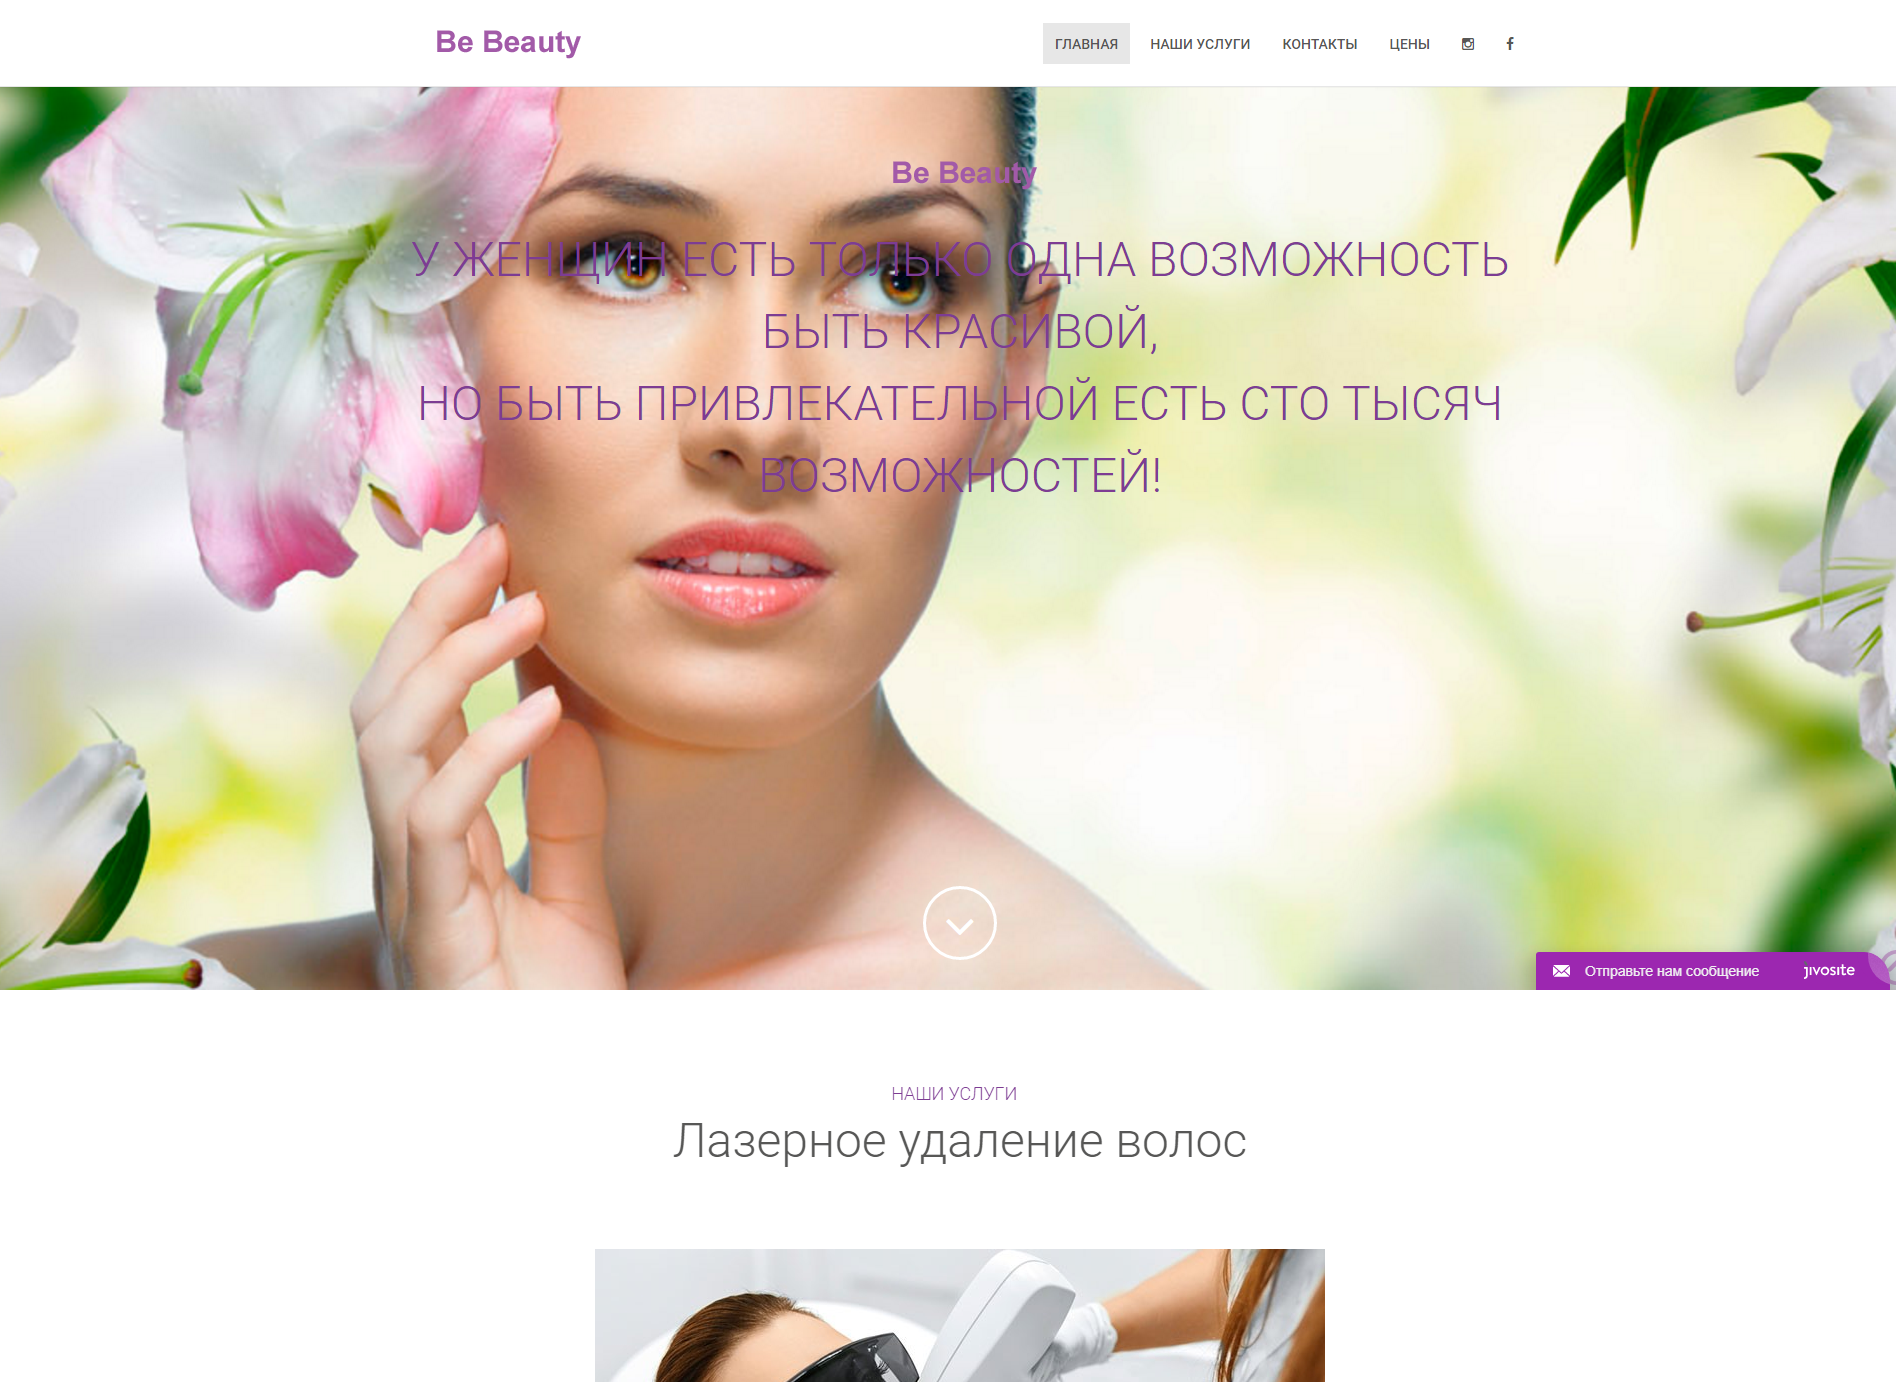 Be Beauty
ГЛАВНАЯ НАШИ УСЛУГИ КОНТАКТЫ ЦЕНЫ
Be Beauty
У ЖЕНЩИН ЕСТЬ ТОЛЬКО ОДНА ВОЗМОЖНОСТЬ
БЫТЬ КРАСИВОЙ,
НО БЫТЬ ПРИВЛЕКАТЕЛЬНОЙ ЕСТЬ СТО ТЫСЯЧ
ВОЗМОЖНОСТЕЙ!
Отправьте нам сообщение jivosite
НАШИ УСЛУГИ
Лазерное удаление волос